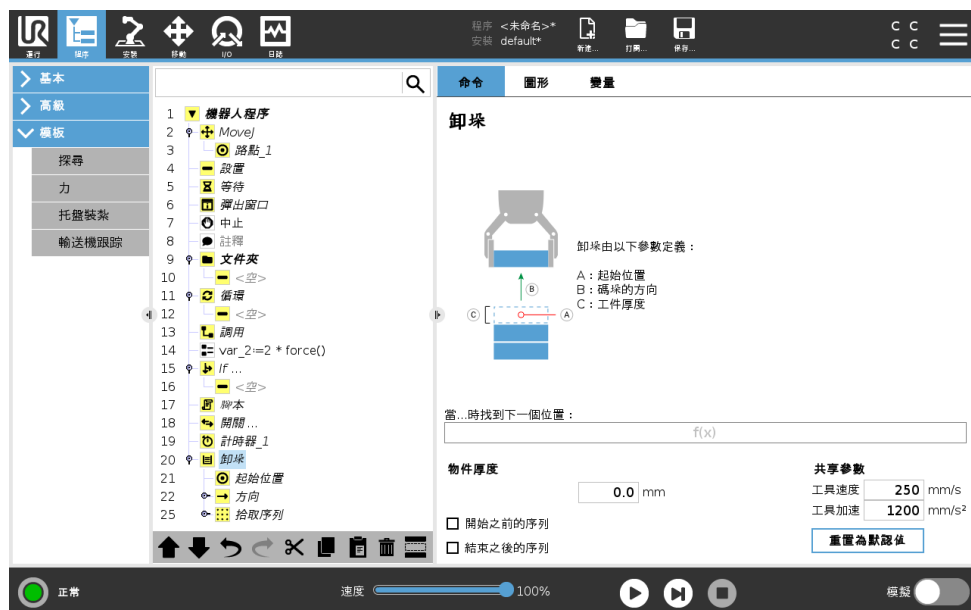 UR
運行
程序
安裝
移動
I/O
日誌
程序 <未命名>*
安裝 default*
新建...
打開...
保存...
C C
C C
基本
高級
模板
探尋
力
托盤裝紮
輸送機跟踪
1 機器人程序
2 MoveJ
3 路點_1
4 設置
5 等待
6 彈出窗口
7 中止
8 註釋
9 文件夾
10 <空>
11 循環
12 <空>
13 調用
14 var_2:=2 * force()
15 If ...
16 <空>
17 腳本
18 開關 ...
19 計時器_1
20 卸垛
21 起始位置
22 方向
25 拾取序列
命令 圖形 變量
卸垛
B
C
A
卸垛由以下參數定義：
A：起始位置
B：碼垛的方向
C：工件厚度
當...時找到下一個位置：
f(x)
物件厚度
0.0 mm
開始之前的序列
結束之後的序列
共享參數
工具速度 250 mm/s
工具加速 1200 mm/s²
重置為默認值
正常
速度 100%
模擬